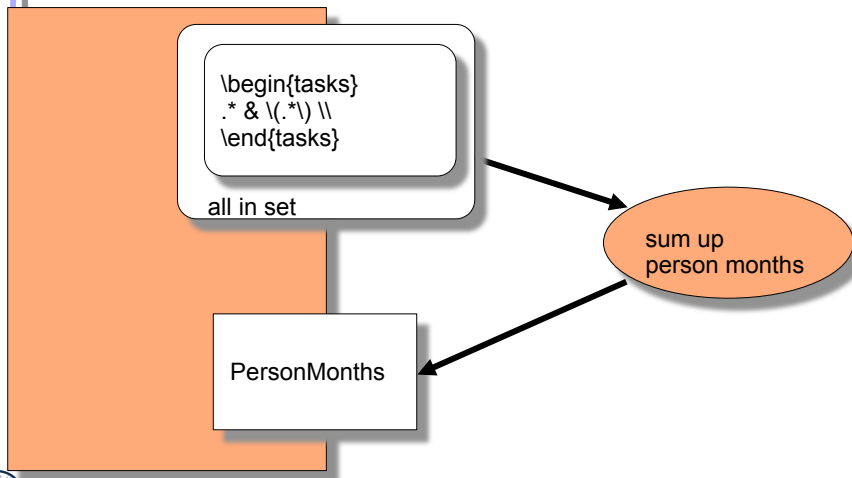 \begin{tasks}
.* & \(.*\) \\
\end{tasks}
all in set
sum up
person months
PersonMonths